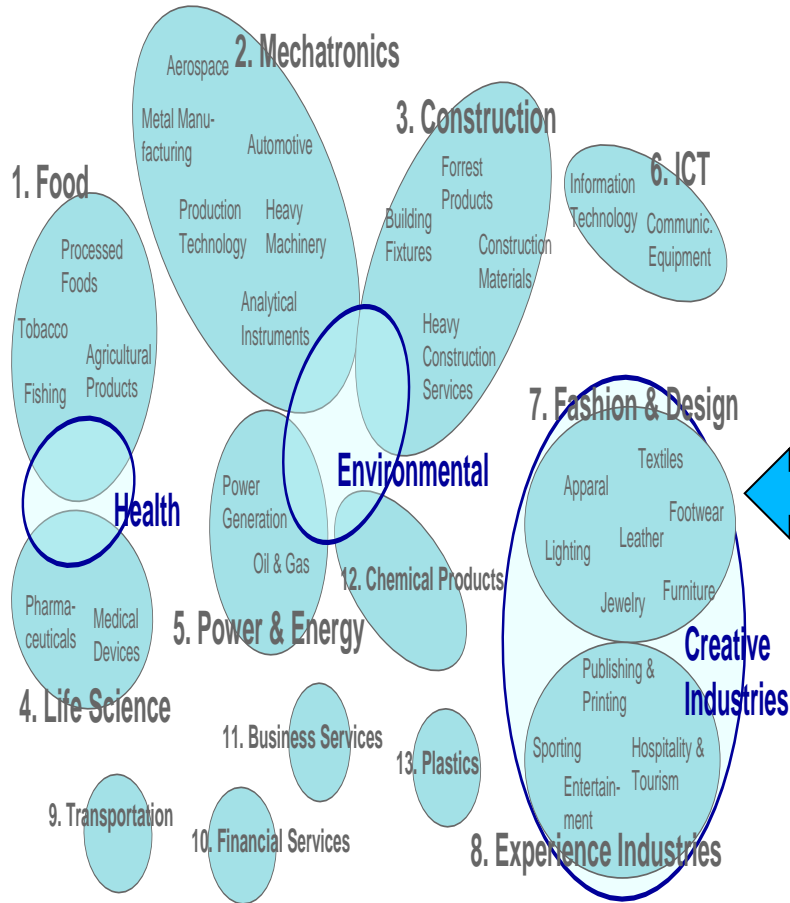 2. Mechatronics
Aerospace
Metal Manu-
facturing
Automotive
Production
Technology
Heavy
Machinery
Analytical
Instruments
3. Construction
Forrest
Products
Building
Fixtures
Construction
Materials
Heavy
Construction
Services
6. ICT
Information
Technology
Communic.
Equipment
1. Food
Processed
Foods
Tobacco
Agricultural
Products
Fishing
Health
Pharma-
ceuticals
Medical
Devices
4. Life Science
Environmental
Power
Generation
Oil & Gas
5. Power & Energy
12. Chemical Products
7. Fashion & Design
Textiles
Apparal
Footwear
Leather
Lighting
Furniture
Jewelry
Creative
Industries
Publishing &
Printing
Sporting
Hospitality &
Tourism
Entertain-
ment
8. Experience Industries
11. Business Services
13. Plastics
9. Transportation
10. Financial Services